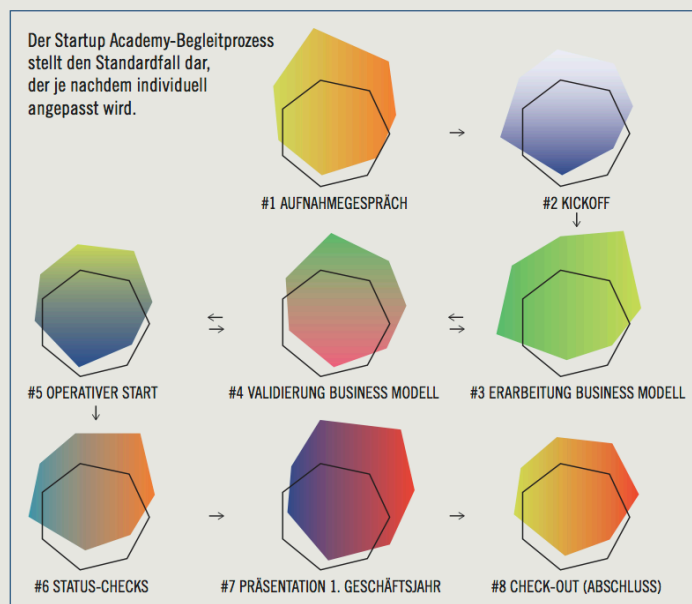 Der Startup Academy-Begleitprozess
stellt den Standardfall dar,
der je nachdem individuell
angepasst wird.
#1 AUFNAHMEGESPRÄCH
#2 KICKOFF
#5 OPERATIVER START
#4 VALIDIERUNG BUSINESS MODELL
#3 ERARBEITUNG BUSINESS MODELL
#6 STATUS-CHECKS
#7 PRÄSENTATION 1. GESCHÄFTSJAHR
#8 CHECK-OUT (ABSCHLUSS)